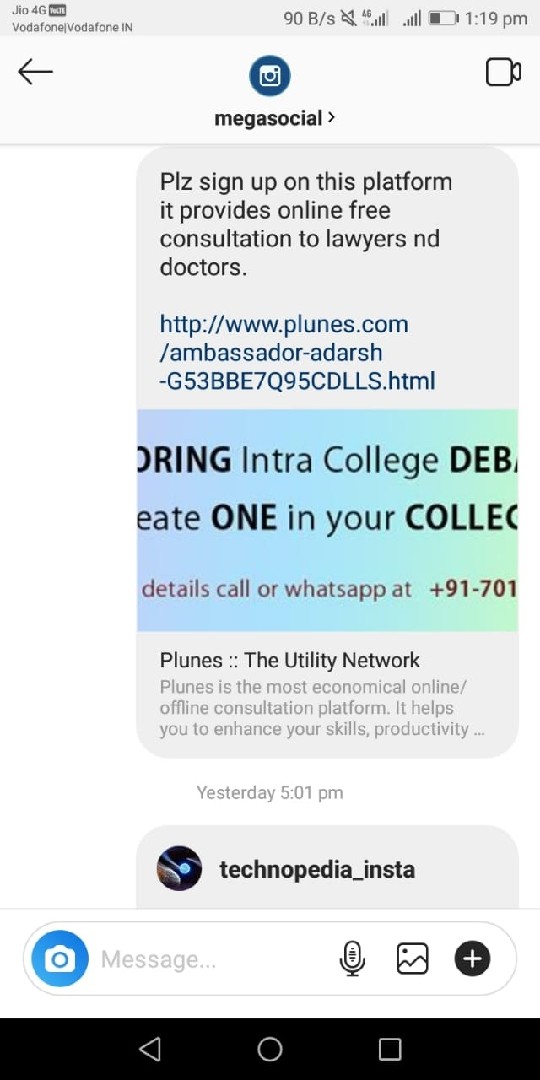 Jio 4G VoLTE
Vodafone|Vodafone IN
90 B/s 4G 1:19 pm
megasocial >
Plz sign up on this platform
it provides online free
consultation to lawyers nd
doctors.
http://www.plunes.com
/ambassador-adarsh
-G53BBE7Q95CDLLS.html
ORING Intra College DEBA
eate ONE in your COLLEC
details call or whatsapp at +91-701
Plunes :: The Utility Network
Plunes is the most economical online/
offline consultation platform. It helps
you to enhance your skills, productivity ...
Yesterday 5:01 pm
technopedia_insta
Message...